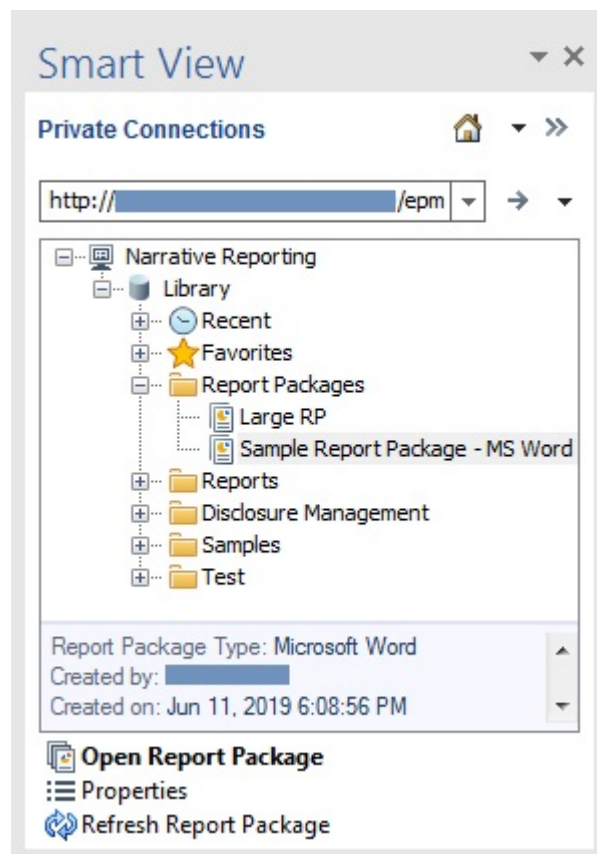 Smart View
Private Connections
http:// /epm
Narrative Reporting
Library
Recent
Favorites
Report Packages
Large RP
Sample Report Package - MS Word
Reports
Disclosure Management
Samples
Test
Report Package Type: Microsoft Word
Created by:
Created on: Jun 11, 2019 6:08:56 PM
Open Report Package
Properties
Refresh Report Package